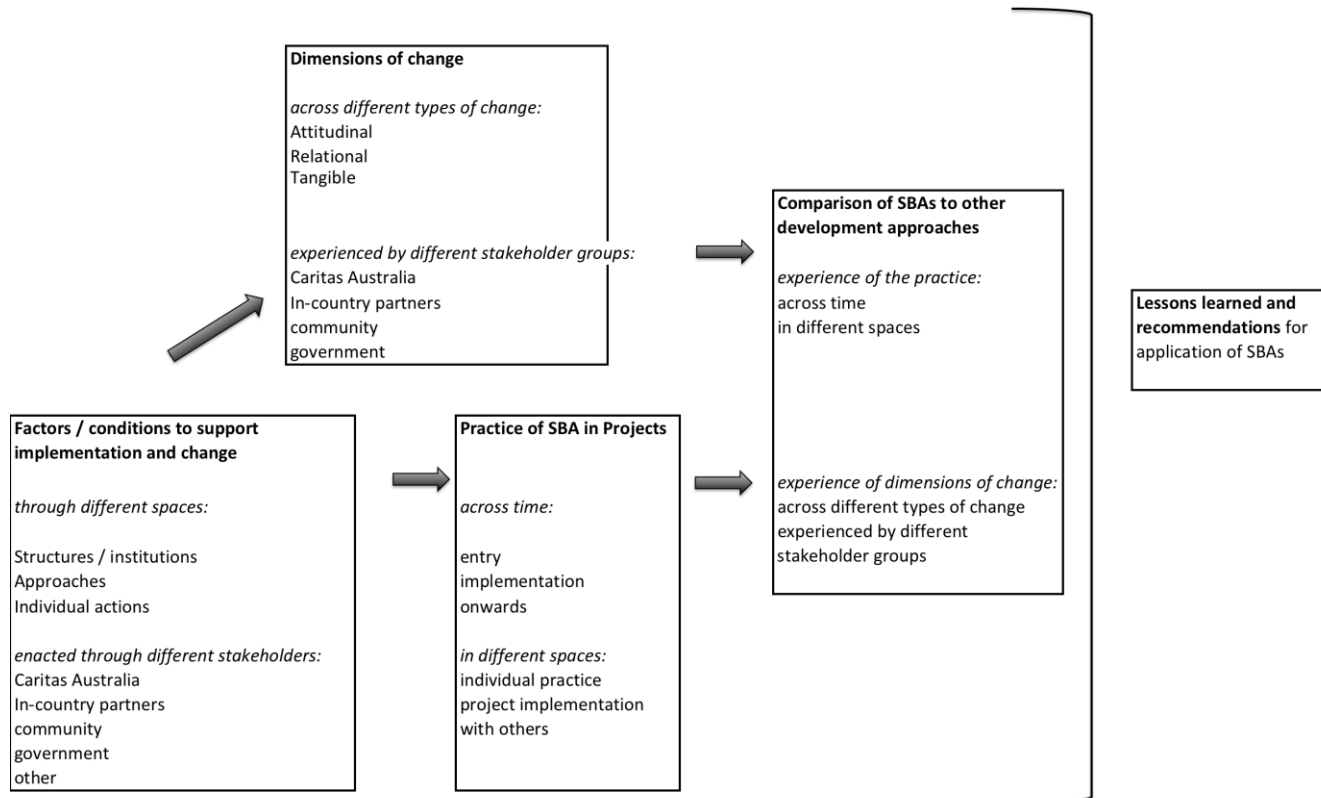 Dimensions of change
across different types of change:
Attitudinal
Relational
Tangible
experienced by different stakeholder groups:
Caritas Australia
In-country partners
community
government
Factors / conditions to support
implementation and change
through different spaces:
Structures / institutions
Approaches
Individual actions
enacted through different stakeholders:
Caritas Australia
In-country partners
community
government
other
Practice of SBA in Projects
across time:
entry
implementation
onwards
in different spaces:
individual practice
project implementation
with others
Comparison of SBAs to other
development approaches
experience of the practice:
across time
in different spaces
experience of dimensions of change:
across different types of change
experienced by different
stakeholder groups
Lessons learned and
recommendations for
application of SBAs